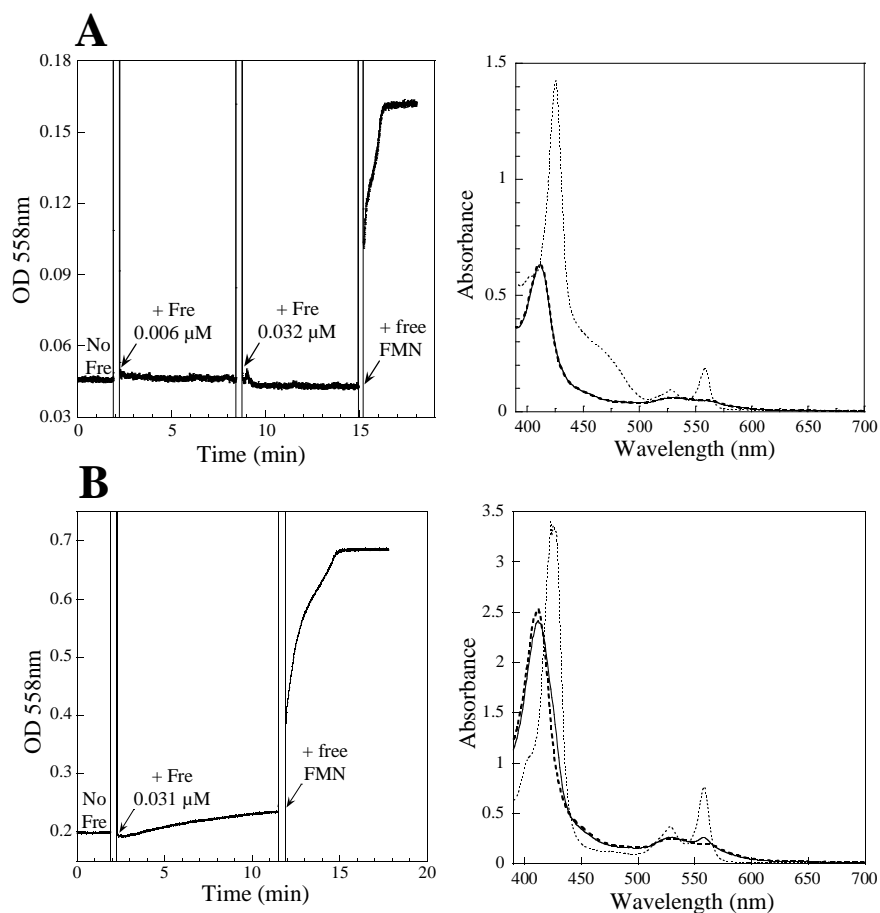 A
0.18
0.15
0.12
0.09
0.06
0.03
OD 558nm
No
Fre
+ Fre
0.006 µM
+ Fre
0.032 µM
+ free
FMN
0 5 10 15
Time (min)
1.5
1
0.5
0
Absorbance
400 450 500 550 600 650 700
Wavelength (nm)
B
0.7
0.6
0.5
0.4
0.3
0.2
OD 558nm
No
Fre
+ Fre
0.031 µM
+ free
FMN
0 5 10 15 20
Time (min)
3.5
3
2.5
2
1.5
1
0.5
0
Absorbance
400 450 500 550 600 650 700
Wavelength (nm)